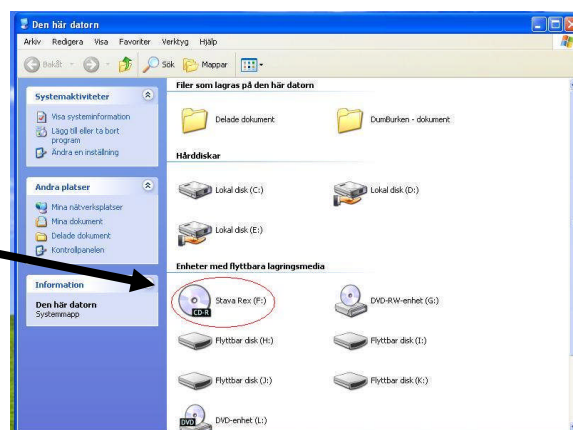 Den här datorn
Arkiv Redigera Visa Favoriter Verktyg Hjälp
Bakåt Sök Mappar
Systemaktiviteter
Visa systeminformation
Lägg till eller ta bort
program
Ändra en inställning
Andra platser
Mina nätverksplatser
Mina dokument
Delade dokument
Kontrollpanelen
Information
Den här datorn
Systemmapp
Filer som lagras på den här datorn
Delade dokument DumBurken - dokument
Hårddiskar
Lokal disk (C:) Lokal disk (D:)
Lokal disk (E:)
Enheter med flyttbara lagringsmedia
CD-R Stava Rex (F:) DVD-RW-enhet (G:)
Flyttbar disk (H:) Flyttbar disk (I:)
Flyttbar disk (J:) Flyttbar disk (K:)
DVD DVD-enhet (L:)